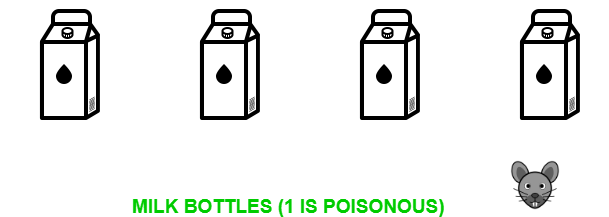 MILK BOTTLES (1 IS POISONOUS)